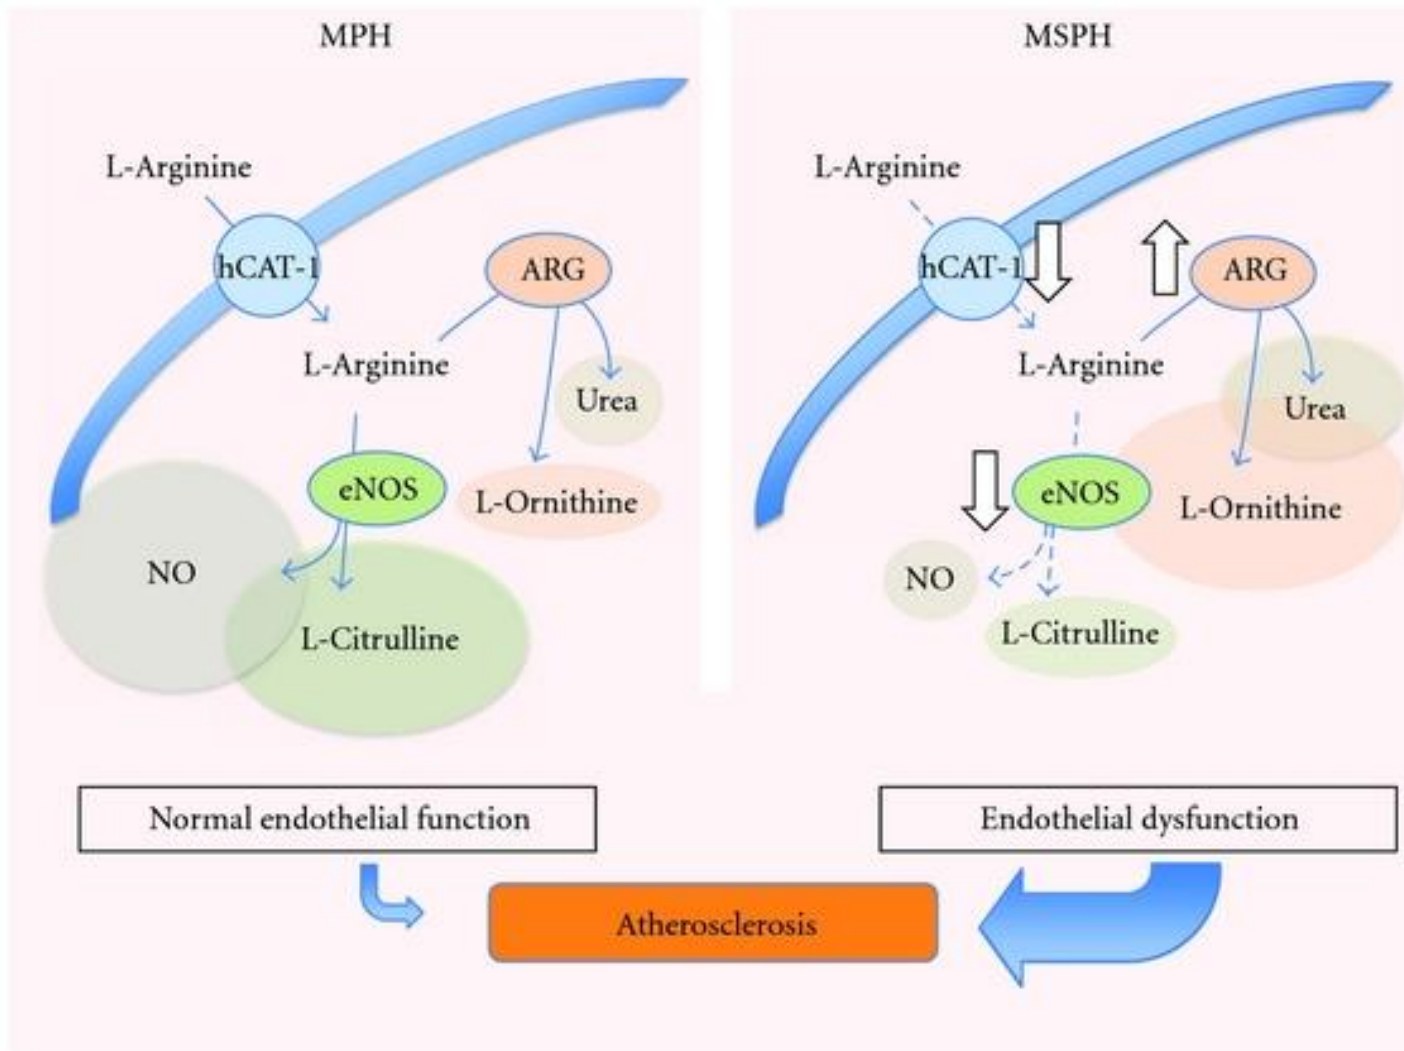 MPH
L-Arginine
hCAT-1
ARG
L-Arginine
Urea
eNOS
L-Ornithine
NO
L-Citrulline
Normal endothelial function
MSPH
L-Arginine
hCAT-1
ARG
L-Arginine
Urea
eNOS
L-Ornithine
NO
L-Citrulline
Endothelial dysfunction
Atherosclerosis